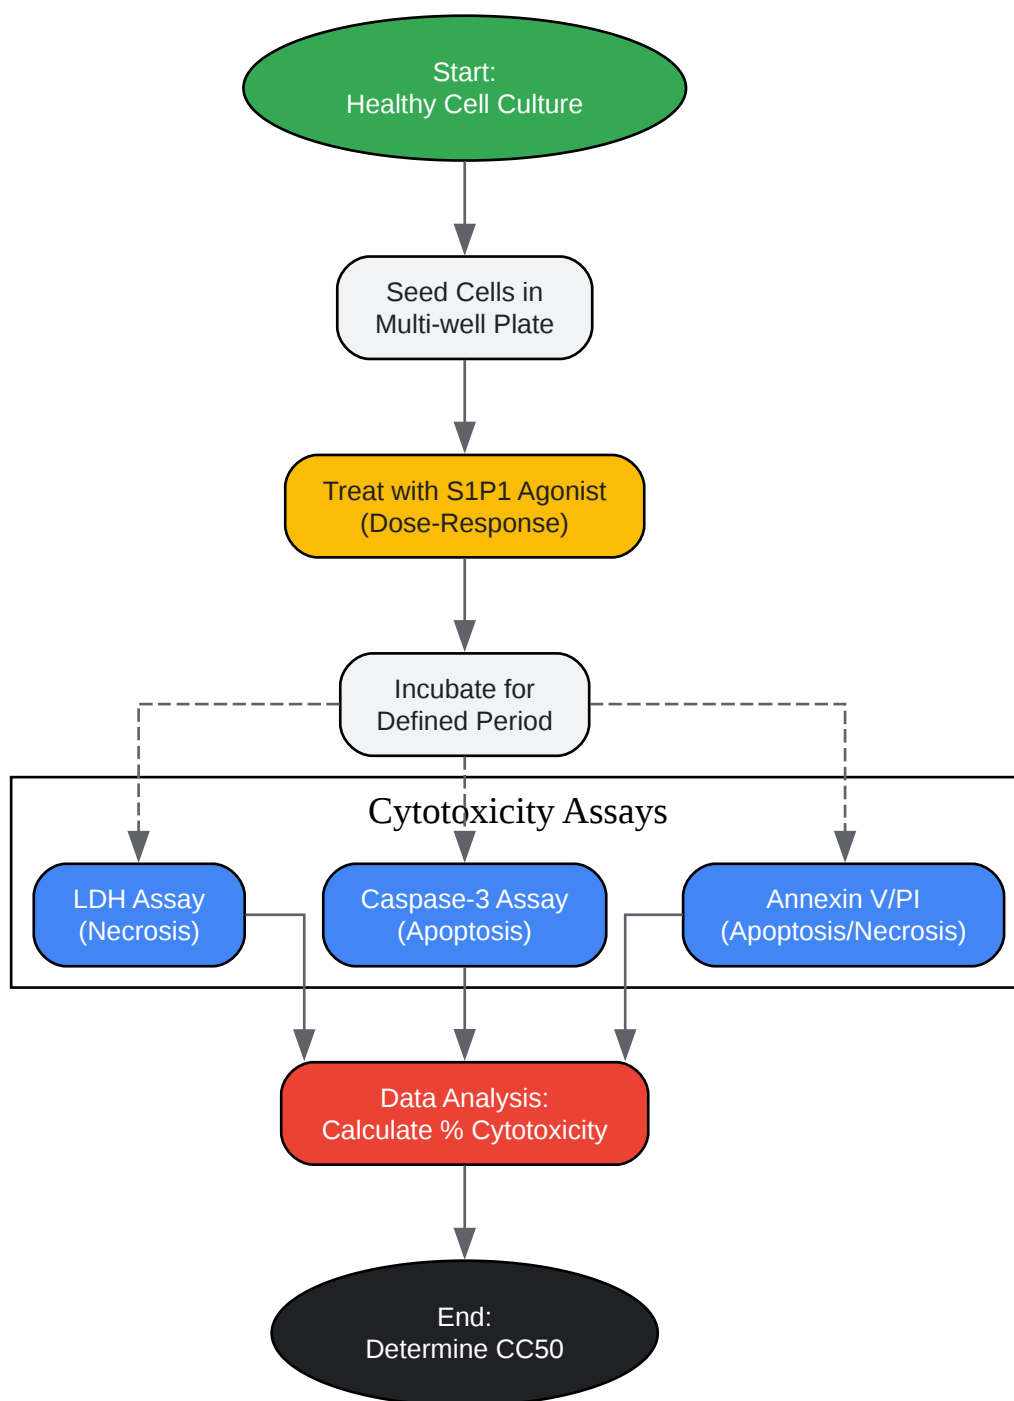 Start:
Healthy Cell Culture
Seed Cells in
Multi-well Plate
Treat with S1P1 Agonist
(Dose-Response)
Incubate for
Defined Period
Cytotoxicity Assays
LDH Assay
(Necrosis)
Caspase-3 Assay
(Apoptosis)
Annexin V/PI
(Apoptosis/Necrosis)
Data Analysis:
Calculate % Cytotoxicity
End:
Determine CC50